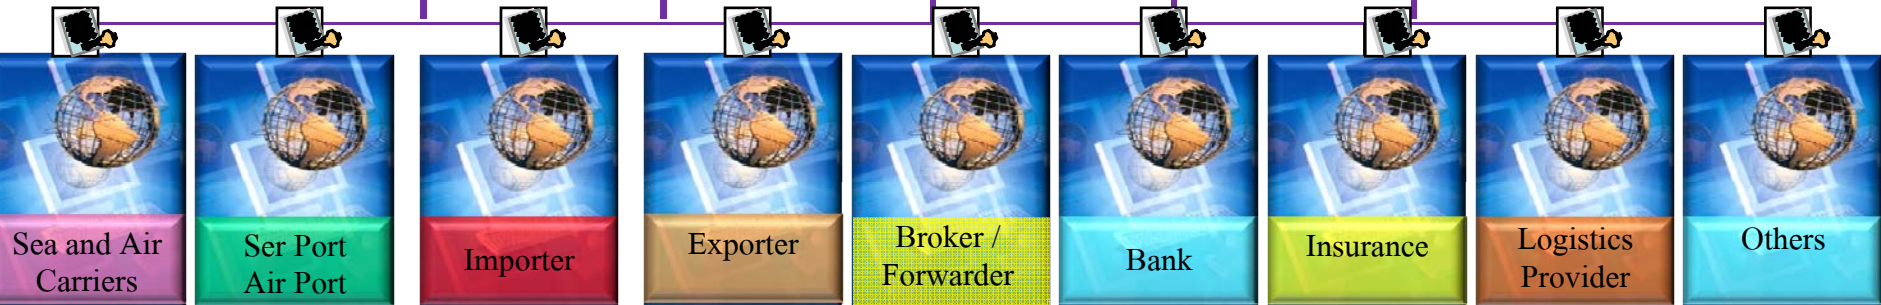 Sea and Air
Carriers
Ser Port
Air Port
Importer
Exporter
Broker /
Forwarder
Bank
Insurance
Logistics
Provider
Others